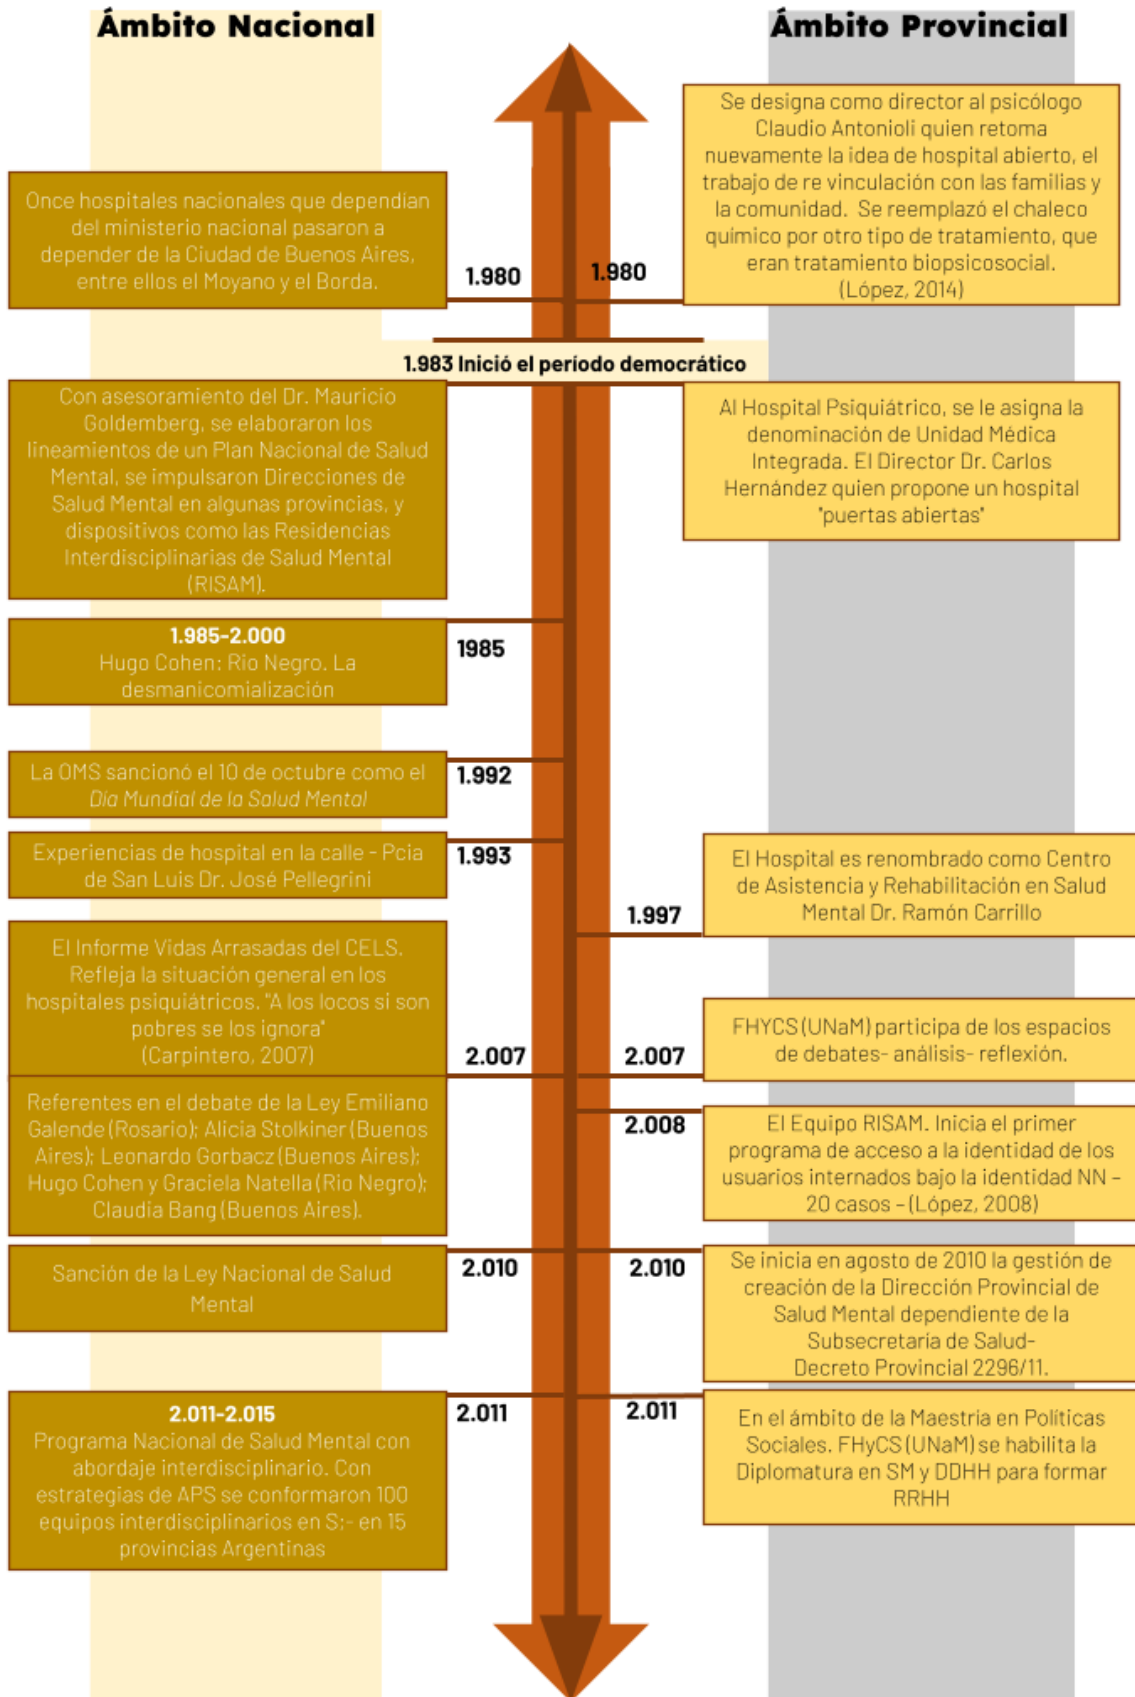 Ámbito Nacional
Ámbito Provincial
Once hospitales nacionales que dependían
del ministerio nacional pasaron a
depender de la Ciudad de Buenos Aires,
entre ellos el Moyano y el Borda.
1.980
1.980
Se designa como director al psicólogo
Claudio Antonioli quien retoma
nuevamente la idea de hospital abierto, el
trabajo de re vinculación con las familias y
la comunidad. Se reemplazó el chaleco
químico por otro tipo de tratamiento, que
eran tratamiento biopsicosocial.
(López, 2014)
1.983 Inició el período democrático
Con asesoramiento del Dr. Mauricio
Goldemberg, se elaboraron los
lineamientos de un Plan Nacional de Salud
Mental, se impulsaron Direcciones de
Salud Mental en algunas provincias, y
dispositivos como las Residencias
Interdisciplinarias de Salud Mental
(RISAM).
Al Hospital Psiquiátrico, se le asigna la
denominación de Unidad Médica
Integrada. El Director Dr. Carlos
Hernández quien propone un hospital
"puertas abiertas"
1.985-2.000
Hugo Cohen: Rio Negro. La
desmanicomialización
1985
La OMS sancionó el 10 de octubre como el
Día Mundial de la Salud Mental
1.992
Experiencias de hospital en la calle - Pcia
de San Luis Dr. José Pellegrini
1.993
1.997
El Hospital es renombrado como Centro
de Asistencia y Rehabilitación en Salud
Mental Dr. Ramón Carrillo
El Informe Vidas Arrasadas del CELS.
Refleja la situación general en los
hospitales psiquiátricos. "A los locos si son
pobres se los ignora"
(Carpintero, 2007)
2.007
2.007
FHYCS (UNaM) participa de los espacios
de debates- análisis- reflexión.
Referentes en el debate de la Ley Emiliano
Galende (Rosario); Alicia Stolkiner (Buenos
Aires); Leonardo Gorbacz (Buenos Aires);
Hugo Cohen y Graciela Natella (Rio Negro);
Claudia Bang (Buenos Aires).
2.008
El Equipo RISAM. Inicia el primer
programa de acceso a la identidad de los
usuarios internados bajo la identidad NN –
20 casos – (López, 2008)
Sanción de la Ley Nacional de Salud
Mental
2.010
2.010
Se inicia en agosto de 2010 la gestión de
creación de la Dirección Provincial de
Salud Mental dependiente de la
Subsecretaría de Salud-
Decreto Provincial 2296/11.
2.011-2.015
Programa Nacional de Salud Mental con
abordaje interdisciplinario. Con
estrategias de APS se conformaron 100
equipos interdisciplinarios en S;- en 15
provincias Argentinas
2.011
2.011
En el ámbito de la Maestría en Políticas
Sociales. FHyCS (UNaM) se habilita la
Diplomatura en SM y DDHH para formar
RRHH